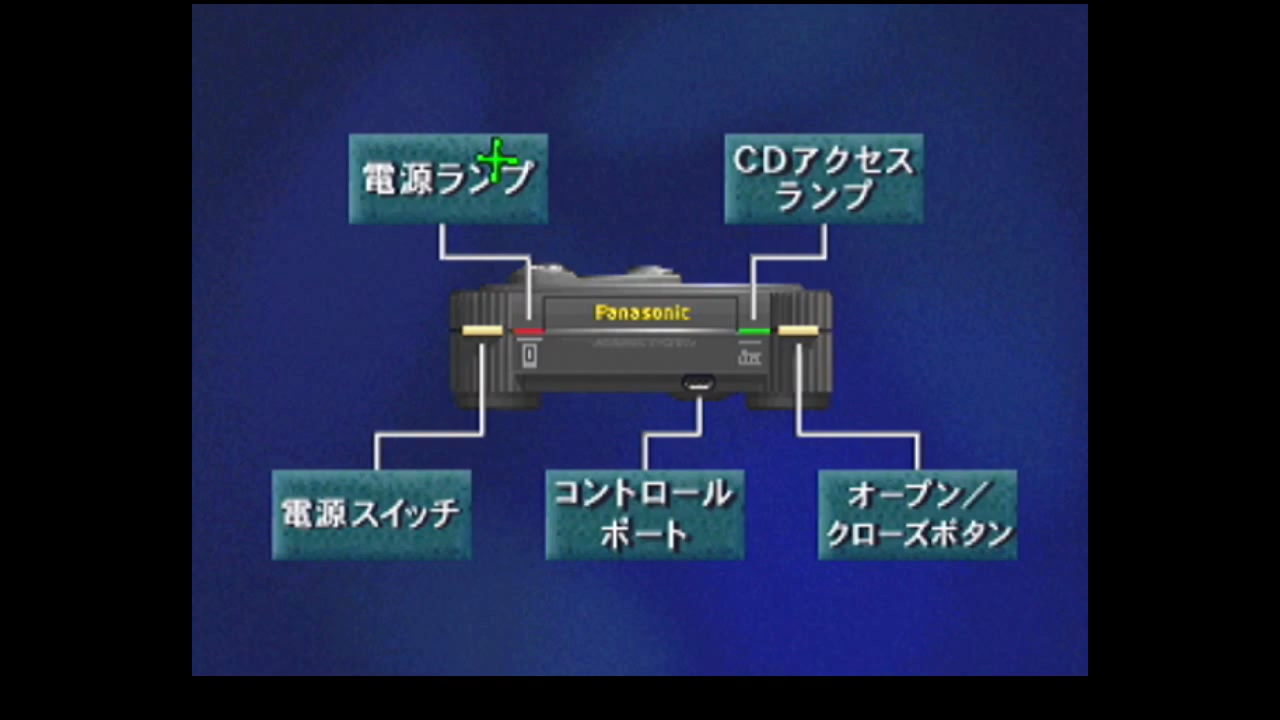 電源ランプ
CDアクセス
ランプ
Panasonic
電源スイッチ
コントロール
ポート
オープン／
クローズボタン